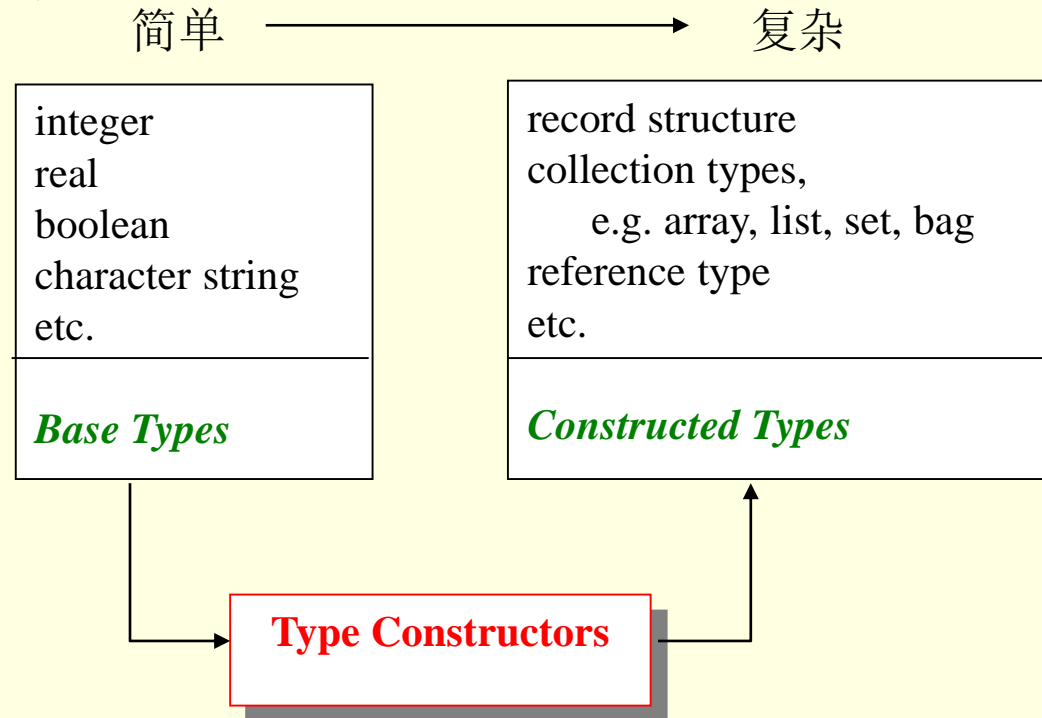 简单
复杂
integer
real
boolean
character string
etc.
Base Types
record structure
collection types,
e.g. array, list, set, bag
reference type
etc.
Constructed Types
Type Constructors